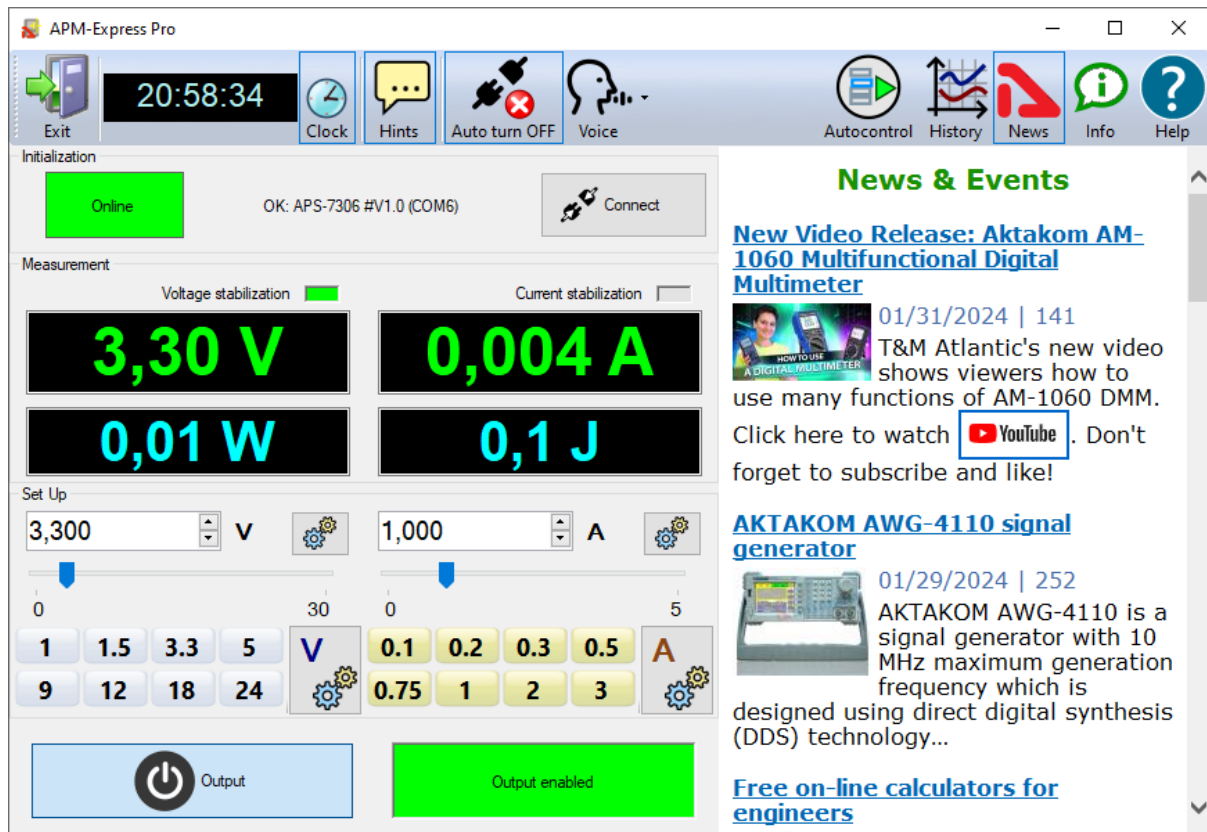 APM-Express Pro
Exit
20:58:34
Clock
Hints
Auto turn OFF
Voice
Autocontrol
History
News
Info
Help
Initialization
Online
OK: APS-7306 #V1.0 (COM6)
Connect
Measurement
Voltage stabilization
Current stabilization
3,30 V
0,004 A
0,01 W
0,1 J
Set Up
3,300
V
1,000
A
0
30
0
5
1
1.5
3.3
5
V
0.1
0.2
0.3
0.5
A
9
12
18
24
0.75
1
2
3
Output
Output enabled
News & Events
New Video Release: Aktakom AM-
1060 Multifunctional Digital
Multimeter
HOW TO USE
A DIGITAL MULTIMETER
01/31/2024 | 141
T&M Atlantic's new video
shows viewers how to
use many functions of AM-1060 DMM.
Click here to watch YouTube. Don't
forget to subscribe and like!
AKTAKOM AWG-4110 signal
generator
01/29/2024 | 252
AKTAKOM AWG-4110 is a
signal generator with 10
MHz maximum generation
frequency which is
designed using direct digital synthesis
(DDS) technology...
Free on-line calculators for
engineers